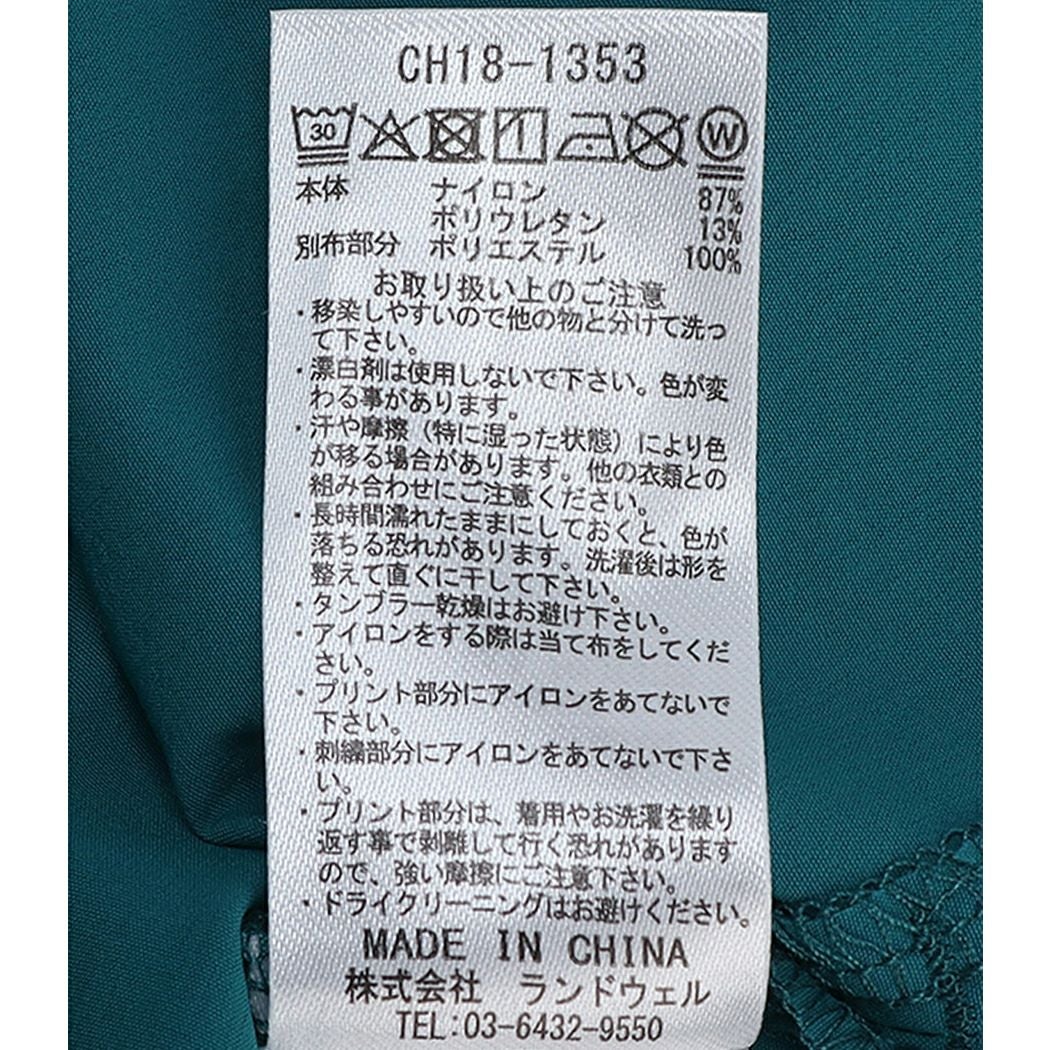 CH18-1353
30 W
本体 ナイロン 87%
ポリウレタン 13%
別布部分 ポリエステル 100%
お取り扱い上のご注意
・移染しやすいので他の物と分けて洗っ
て下さい。
・漂白剤は使用しないで下さい。色が変
わる事があります。
・汗や摩擦（特に湿った状態）により色
が移る場合があります。他の衣類との
組み合わせにご注意ください。
・長時間濡れたままにしておくと、色が
落ちる恐れがあります。洗濯後は形を
整えて直ぐに干して下さい。
・タンブラー乾燥はお避け下さい。
・アイロンをする際は当て布をしてくだ
さい。
・プリント部分にアイロンをあてないで
下さい。
・刺繍部分にアイロンをあてないで下さ
い。
・プリント部分は、着用やお洗濯を繰り
返す事で剥離して行く恐れがあります
ので、強い摩擦にご注意下さい。
・ドライクリーニングはお避けください。
MADE IN CHINA
株式会社 ランドウェル
TEL:03-6432-9550